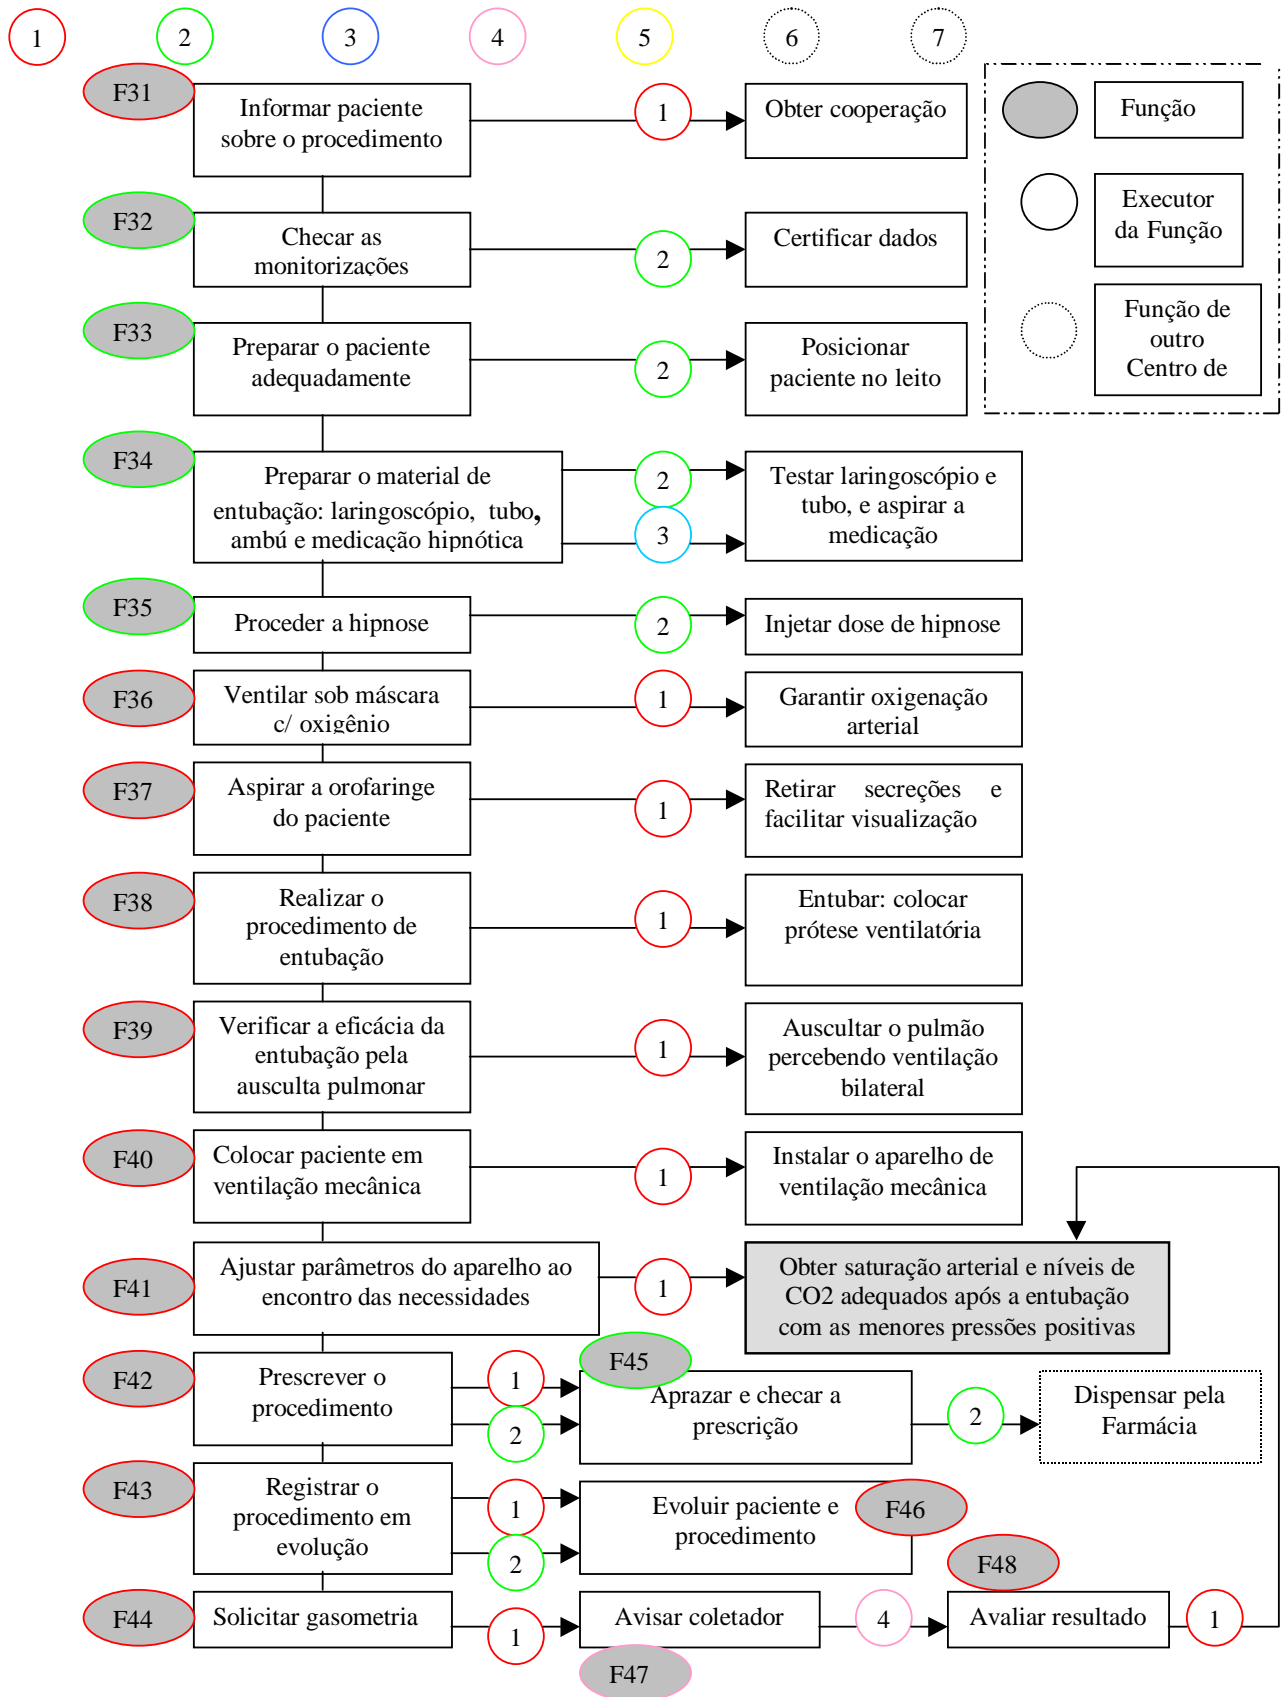 1 2 3 4 5 6 7
F31
Informar paciente
sobre o procedimento
1
Obter cooperação
Função
Executor
da Função
Função de
outro
Centro de
F32
Checar as
monitorizações
2
Certificar dados
F33
Preparar o paciente
adequadamente
2
Posicionar
paciente no leito
F34
Preparar o material de
entubação: laringoscópio, tubo,
ambú e medicação hipnótica
2
3
Testar laringoscópio e
tubo, e aspirar a
medicação
F35
Proceder a hipnose
2
Injetar dose de hipnose
F36
Ventilar sob máscara
c/ oxigênio
1
Garantir oxigenação
arterial
F37
Aspirar a orofaringe
do paciente
1
Retirar secreções e
facilitar visualização
F38
Realizar o
procedimento de
entubação
1
Entubar: colocar
prótese ventilatória
F39
Verificar a eficácia da
entubação pela
ausculta pulmonar
1
Auscultar o pulmão
percebendo ventilação
bilateral
F40
Colocar paciente em
ventilação mecânica
1
Instalar o aparelho de
ventilação mecânica
F41
Ajustar parâmetros do aparelho ao
encontro das necessidades
1
Obter saturação arterial e níveis de
CO2 adequados após a entubação
com as menores pressões positivas
F42
Prescrever o
procedimento
1
2
F45
Aprazar e checar a
prescrição
2
Dispensar pela
Farmácia
F43
Registrar o
procedimento em
evolução
1
2
Evoluir paciente e
procedimento
F46
F44
Solicitar gasometria
1
Avisar coletador
F47
4
F48
Avaliar resultado
1